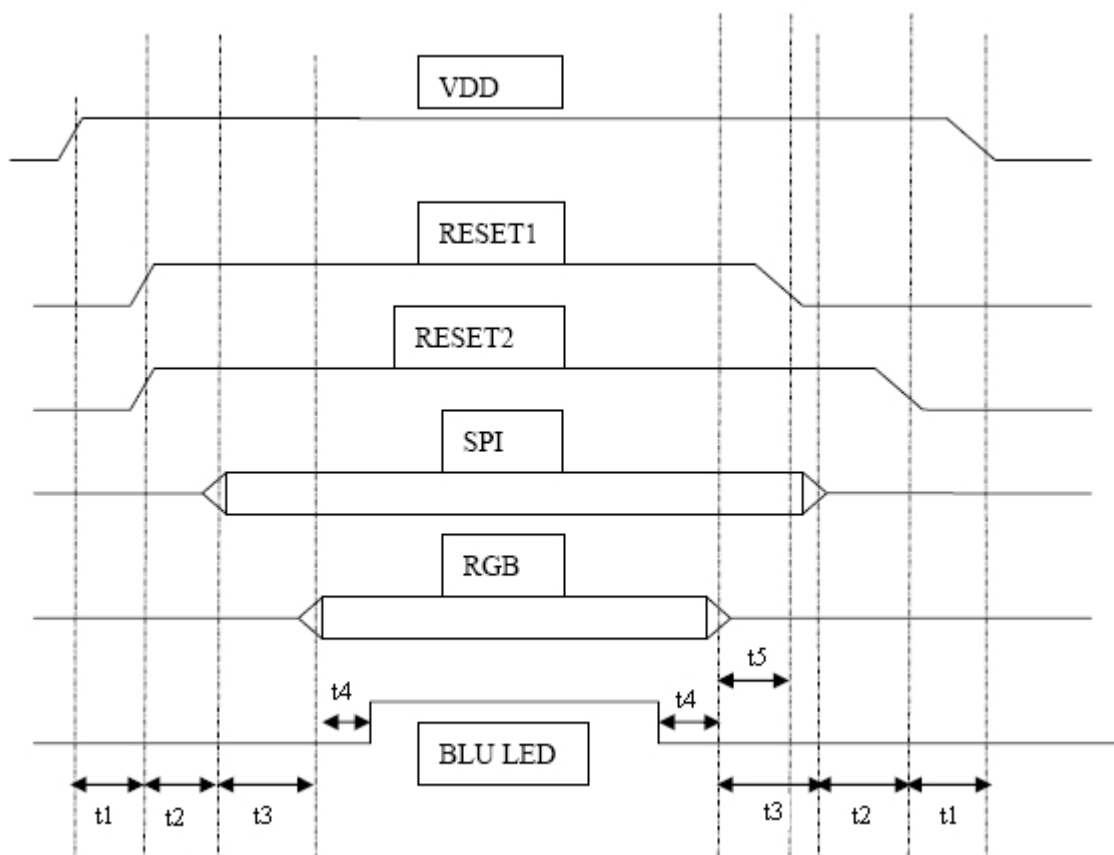 VDD
RESET1
RESET2
SPI
RGB
t5
t4 t4
BLU LED
t1 t2 t3 t3 t2 t1